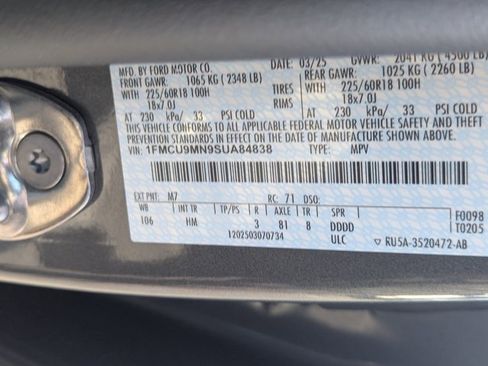 DATE: 03/25 GVWR: 2041 KG ( 4500 LB)
MFD. BY FORD MOTOR CO.
FRONT GAWR: 1065 KG ( 2348 LB) REAR GAWR: 1025 KG ( 2260 LB)
225/60R18 100H TIRES 225/60R18 100H
18x7.0J RIMS 18x7.0J
AT 230 kPa/ 33 PSI COLD AT 230 kPa/ 33 PSI COLD
THIS VEHICLE CONFORMS TO ALL APPLICABLE FEDERAL MOTOR VEHICLE SAFETY AND THEFT
PREVENTION STANDARDS IN EFFECT ON THE DATE OF MANUFACTURE SHOWN ABOVE.
VIN: 1FMCU9MN9SUA84838 TYPE: MPV
EXT PNT: M7 RC: 71 DSO:
WB INT TR TP/PS R AXLE TR SPR F0098
106 HM 3 81 8 DDDD T0205
1202503070734 ULC ▽ RU5A-3520472-AB